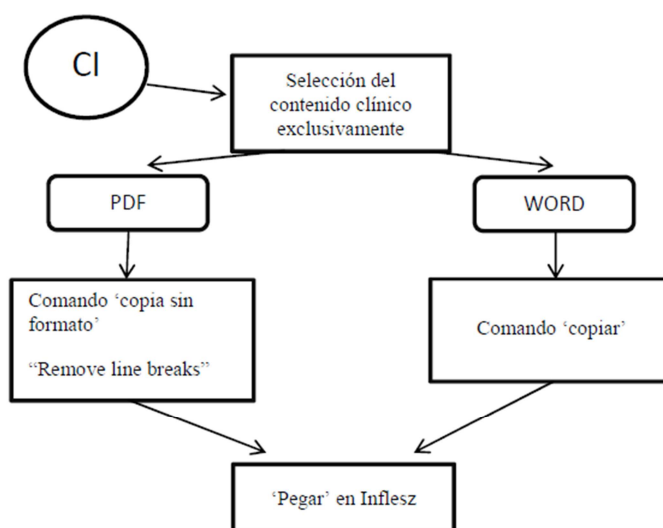 CI
Selección del
contenido clínico
exclusivamente
PDF
WORD
Comando ‘copia sin
formato’
“Remove line breaks”
Comando ‘copiar’
‘Pegar’ en Inflesz